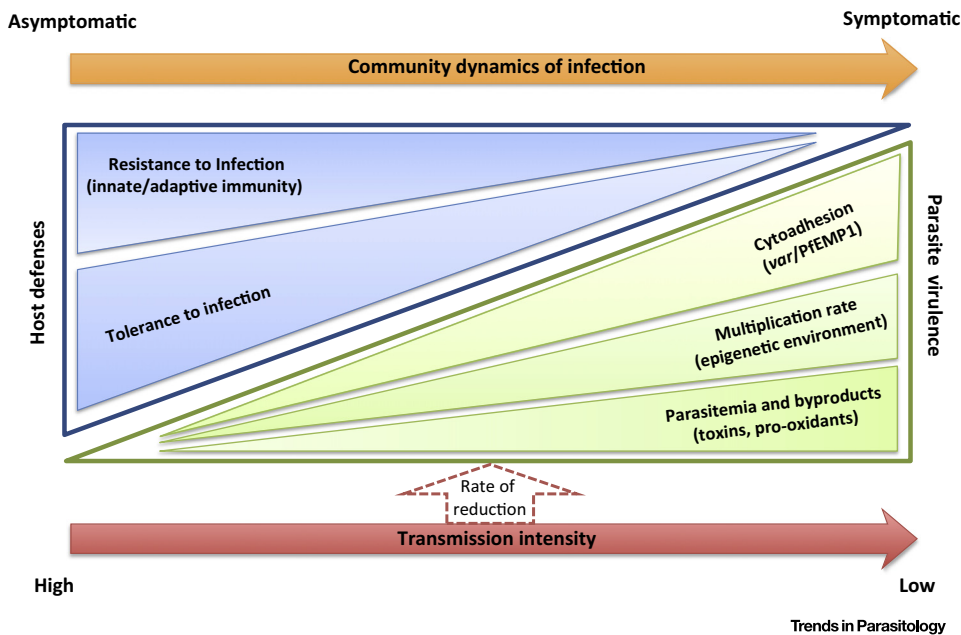 Asymptomatic
Symptomatic
Community dynamics of infection
Resistance to Infection
(innate/adaptive immunity)
Tolerance to infection
Host defenses
Cytoadhesion
(var/PfEMP1)
Multiplication rate
(epigenetic environment)
Parasitemia and byproducts
(toxins, pro-oxidants)
Parasite virulence
Rate of
reduction
Transmission intensity
High
Low
Trends in Parasitology